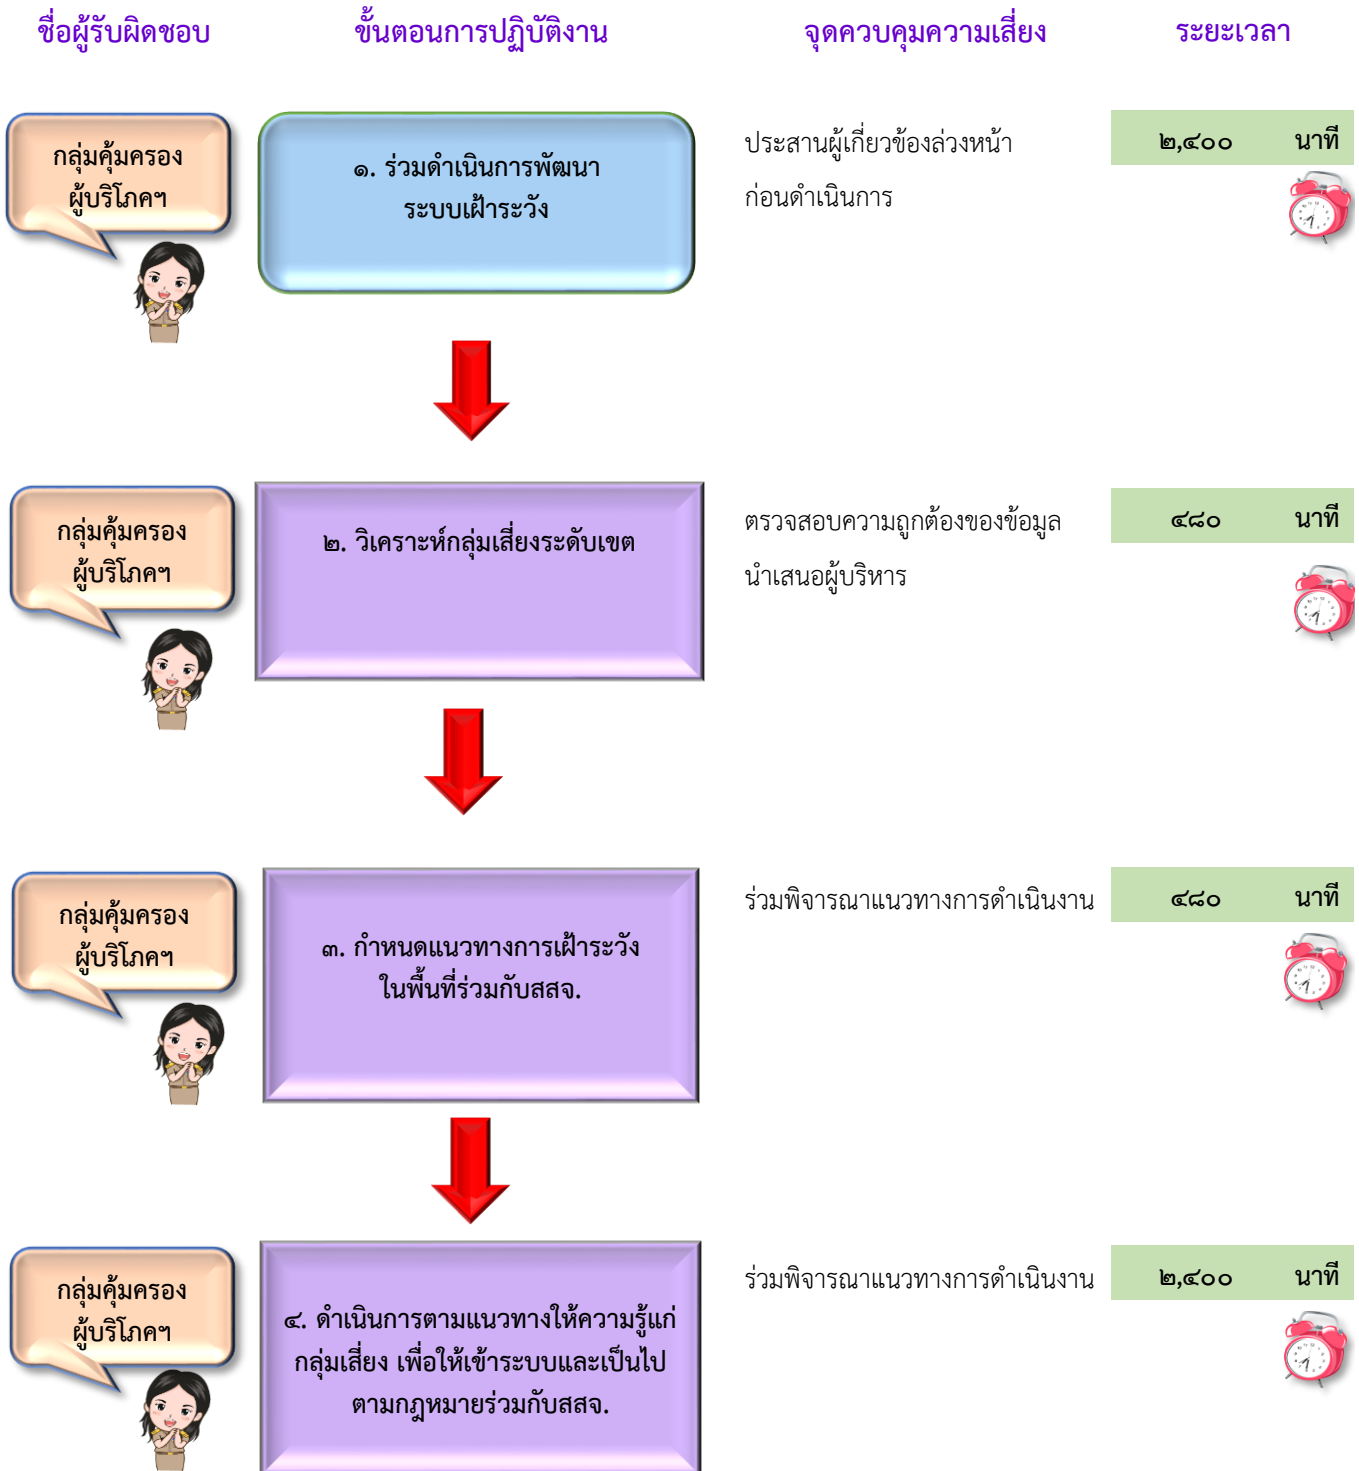 ชื่อผู้รับผิดชอบ ขั้นตอนการปฏิบัติงาน จุดควบคุมความเสี่ยง ระยะเวลา
กลุ่มคุ้มครอง
ผู้บริโภคฯ
๑. ร่วมดำเนินการพัฒนา
ระบบเฝ้าระวัง
ประสานผู้เกี่ยวข้องล่วงหน้า
ก่อนดำเนินการ
๒,๔๐๐ นาที
กลุ่มคุ้มครอง
ผู้บริโภคฯ
๒. วิเคราะห์กลุ่มเสี่ยงระดับเขต
ตรวจสอบความถูกต้องของข้อมูล
นำเสนอผู้บริหาร
๔๘๐ นาที
กลุ่มคุ้มครอง
ผู้บริโภคฯ
๓. กำหนดแนวทางการเฝ้าระวัง
ในพื้นที่ร่วมกับสสจ.
ร่วมพิจารณาแนวทางการดำเนินงาน
๔๘๐ นาที
กลุ่มคุ้มครอง
ผู้บริโภคฯ
๔. ดำเนินการตามแนวทางให้ความรู้แก่
กลุ่มเสี่ยง เพื่อให้เข้าระบบและเป็นไป
ตามกฎหมายร่วมกับสสจ.
ร่วมพิจารณาแนวทางการดำเนินงาน
๒,๔๐๐ นาที